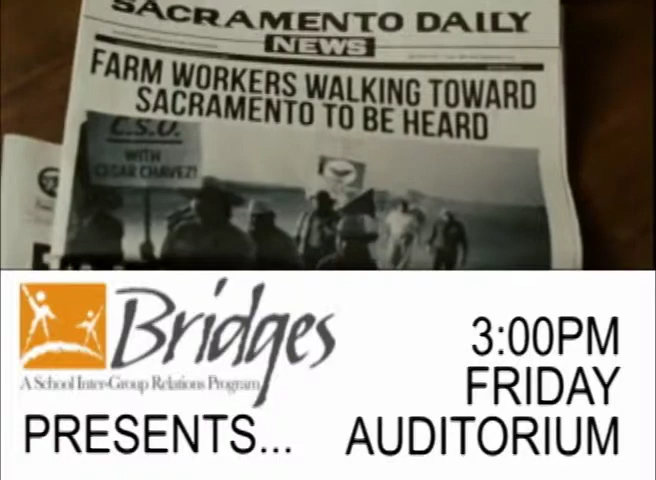 SACRAMENTO DAILY
NEWS
FARM WORKERS WALKING TOWARD
SACRAMENTO TO BE HEARD
C.S.O.
WITH
CESAR CHAVEZ!
Bridges
A School Inter-Group Relations Program
PRESENTS...
3:00PM
FRIDAY
AUDITORIUM